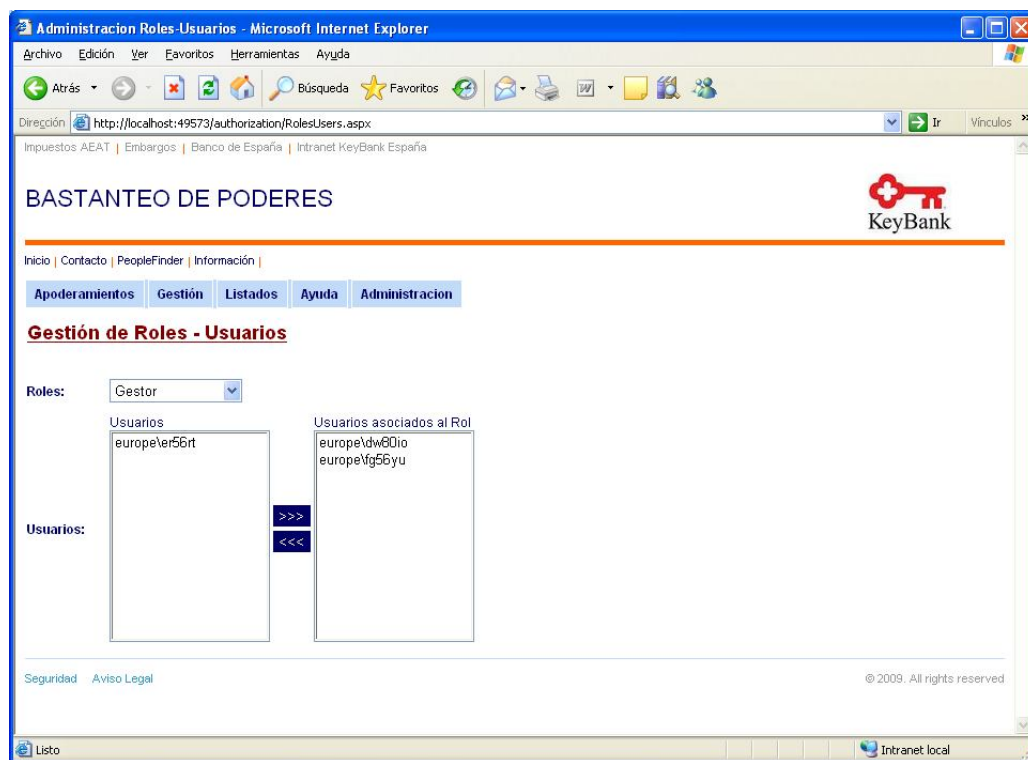 Administracion Roles-Usuarios - Microsoft Internet Explorer
Archivo Edición Ver Favoritos Herramientas Ayuda
Atrás Búsqueda Favoritos
Dirección http://localhost:49573/authorization/RolesUsers.aspx Ir Vínculos »
Impuestos AEAT | Embargos | Banco de España | Intranet KeyBank España
BASTANTEO DE PODERES
KeyBank
Inicio | Contacto | PeopleFinder | Información |
Apoderamientos Gestión Listados Ayuda Administracion
Gestión de Roles - Usuarios
Roles: Gestor
Usuarios Usuarios asociados al Rol
europe\er56rt europe\dw80io
europe\fg56yu
>>>
Usuarios:
<<<
Seguridad Aviso Legal © 2009. All rights reserved
Listo Intranet local